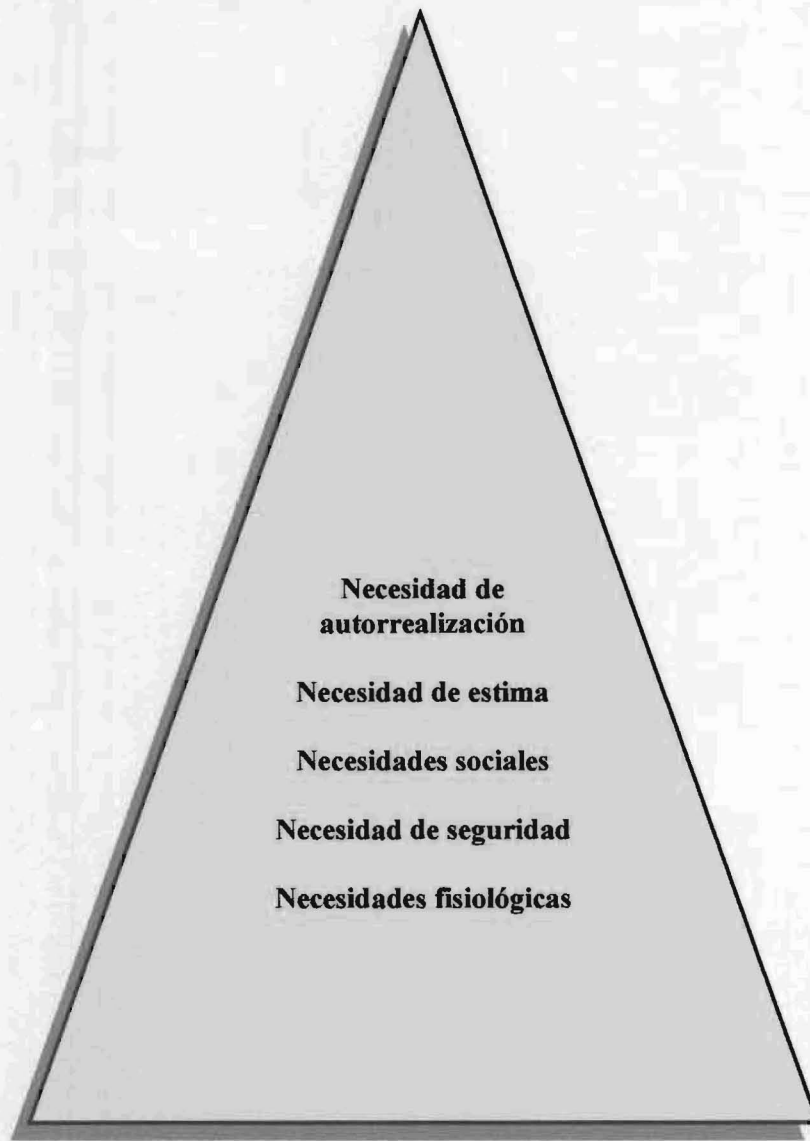 Necesidad de
autorrealización
Necesidad de estima
Necesidades sociales
Necesidad de seguridad
Necesidades fisiológicas